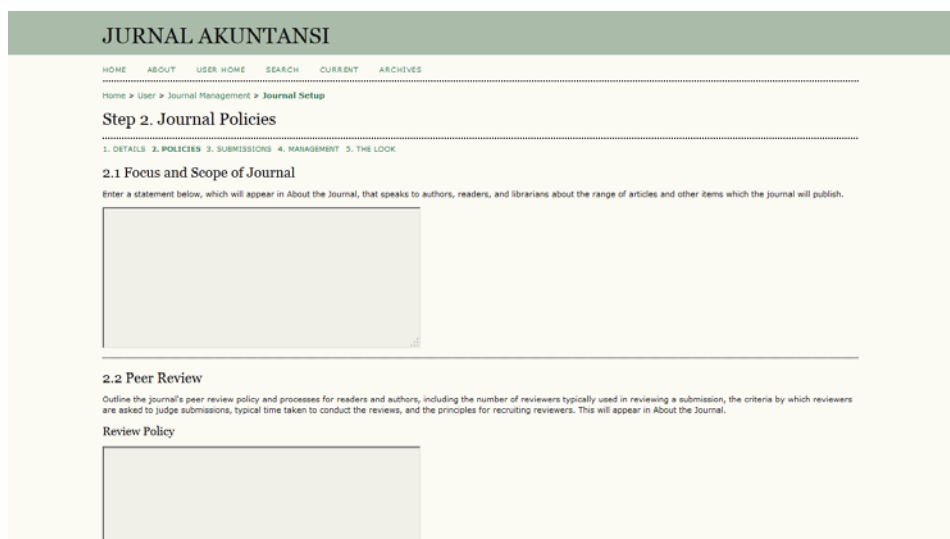 JURNAL AKUNTANSI
HOME ABOUT USER HOME SEARCH CURRENT ARCHIVES
Home > User > Journal Management > Journal Setup
Step 2. Journal Policies
1. DETAILS 2. POLICIES 3. SUBMISSIONS 4. MANAGEMENT 5. THE LOOK
2.1 Focus and Scope of Journal
Enter a statement below, which will appear in About the Journal, that speaks to authors, readers, and librarians about the range of articles and other items which the journal will publish.
2.2 Peer Review
Outline the journal's peer review policy and processes for readers and authors, including the number of reviewers typically used in reviewing a submission, the criteria by which reviewers
are asked to judge submissions, typical time taken to conduct the reviews, and the principles for recruiting reviewers. This will appear in About the Journal.
Review Policy